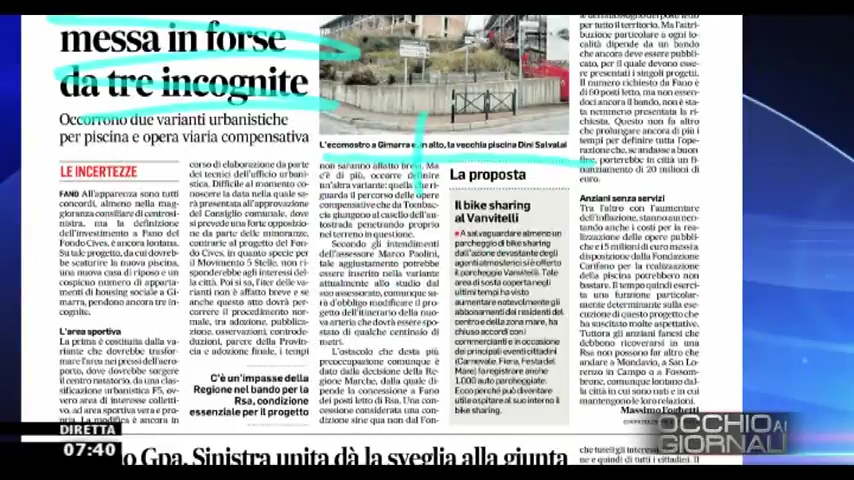 messa in forse
da tre incognite
Occorrono due varianti urbanistiche
per piscina e opera viaria compensativa
LE INCERTEZZE
FANO All'apparenza sono tutti
concordi, almeno nella mag-
gioranza consiliare di centrosi-
nistra, ma la definizione
dell'investimento a Fano del
Fondo Cives, è ancora lontana.
Su tale progetto, da cui dovreb-
be scaturire la nuova piscina,
una nuova casa di riposo e un
cospicuo numero di apparta-
menti di housing sociale a Gi-
marra, pendono ancora tre in-
cognite.
L'area sportiva
La prima è costituita dalla va-
riante che dovrebbe trasfor-
mare l'area nei pressi dell'aero-
porto, dove dovrebbe sorgere
il centro natatorio, da una clas-
sificazione urbanistica F5, ov-
vero area di interesse colletti-
vo, ad area sportiva vera e pro-
pria. La modifica è ancora in
corso di elaborazione da parte
dei tecnici dell'ufficio urbani-
stica. Difficile al momento co-
noscere la data nella quale sa-
rà presentata all'approvazione
del Consiglio comunale, dove
si prevede una forte opposizio-
ne da parte delle minoranze,
contrarie al progetto del Fon-
do Cives, in quanto specie per
il Movimento 5 Stelle, non ri-
sponderebbe agli interessi del-
la città. Poi si sa, l'iter delle va-
rianti non è affatto breve e se
anche questo atto dovrà per-
correre il procedimento nor-
male, tra adozione, pubblica-
zione, osservazioni, controde-
duzioni, parere della Provin-
cia e adozione finale, i tempi
C'è un'impasse della
Regione nel bando per la
Rsa, condizione
essenziale per il progetto
L'ecomostro a Gimarra e, in alto, la vecchia piscina Dini Salvalai
non saranno affatto brevi. Ma
c'è di più, occorre definire
un'altra variante: quella che ri-
guarda il percorso delle opere
compensative che da Tombac-
cia giungono al casello dell'au-
tostrada penetrando proprio
nel terreno in questione.
Secondo gli intendimenti
dell'assessore Marco Paolini,
tale aggiustamento potrebbe
essere inserito nella variante
attualmente allo studio dal
suo assessorato, comunque sa-
rà d'obbligo modificare il pro-
getto dell'itinerario della nuo-
va arteria che dovrà essere spo-
stato di qualche centinaio di
metri.
L'ostacolo che desta più
preoccupazione comunque è
dato dalla decisione della Re-
gione Marche, dalla quale di-
pende la concessione a Fano
dei posti letto di Rsa. Una con-
cessione considerata una con-
dizione sine qua non dal Fon-
La proposta
Il bike sharing
al Vanvitelli
A salvaguardare almeno un
parcheggio di bike sharing
dall'azione devastante degli
agenti atmosferici si è offerto
il parcheggio Vanvitelli. Tale
area di sosta coperta negli
ultimi tempi ha visto
aumentare notevolmente gli
abbonamenti dei residenti del
centro e della zona mare, ha
chiuso accordi con i
commercianti e in occasione
dei principali eventi cittadini
(Carnevale, Fiera, Festa del
Mare) fa registrare anche
1.000 auto parcheggiate.
Ecco perché può diventare
utile ospitare al suo interno il
bike sharing.
per tutto il territorio. Ma l'attri-
buzione particolare a ogni lo-
calità dipende da un bando
che ancora deve essere pubbli-
cato, per il quale devono esse-
re presentati i singoli progetti.
Il numero richiesto da Fano è
di 60 posti letto, ma non essen-
doci ancora il bando, non è sta-
ta nemmeno presentata la ri-
chiesta. Questo non fa altro
che prolungare ancora di più i
tempi per definire tutta l'ope-
razione che, se andasse a buon
fine, porterebbe in città un fi-
nanziamento di 20 milioni di
euro.
Anziani senza servizi
Tra l'altro con l'aumentare
dell'inflazione, stanno aumen-
tando anche i costi per la rea-
lizzazione delle opere pubbli-
che e i 5 milioni di euro messi a
disposizione dalla Fondazione
Carifano per la realizzazione
della piscina potrebbero non
bastare. Il tempo quindi eserci-
ta una funzione particolar-
mente determinante sulla ese-
cuzione di questo progetto che
ha suscitato molte aspettative.
Tuttora gli anziani fanesi che
debbono ricoverarsi in una
Rsa non possono far altro che
andare a Mondavio, a San Lo-
renzo in Campo o a Fossom-
brone, comunque lontano dal-
la città in cui sono nati e in cui
mantengono le loro relazioni.
Massimo Foghetti
Gpa. Sinistra unita dà la sveglia alla giunta
ne e quindi di tutti i cittadini. Il
DIRETTA
07:40
OCCHIO AI
GIORNALI